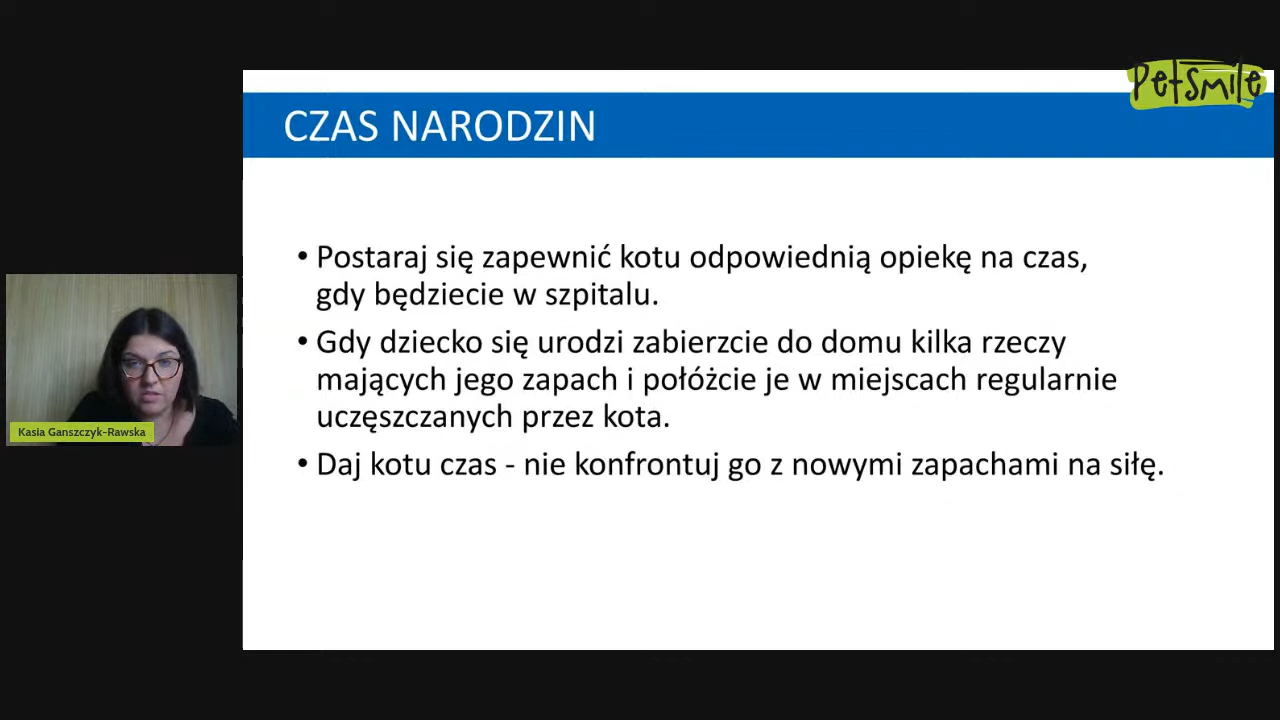 PetSmile
CZAS NARODZIN
• Postaraj się zapewnić kotu odpowiednią opiekę na czas,
gdy będziecie w szpitalu.
• Gdy dziecko się urodzi zabierzcie do domu kilka rzeczy
mających jego zapach i połóżcie je w miejscach regularnie
uczęszczanych przez kota.
• Daj kotu czas - nie konfrontuj go z nowymi zapachami na siłę.
Kasia Ganszczyk-Rawska